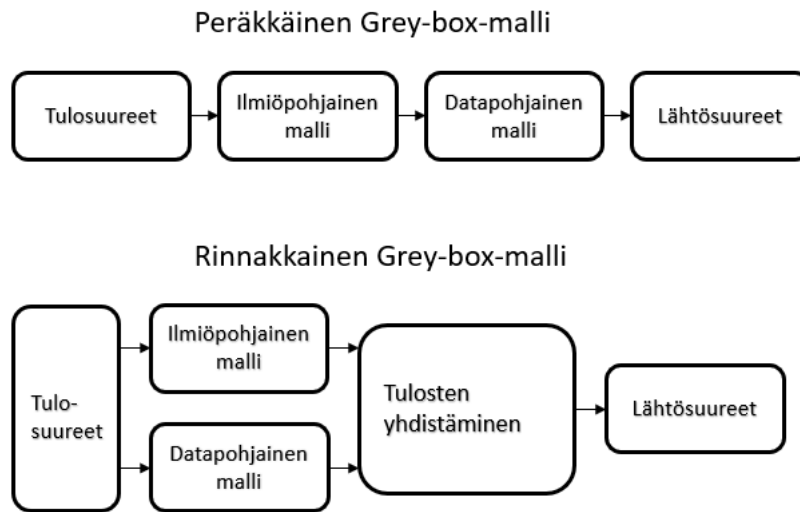 Peräkkäinen Grey-box-malli
Tulosuureet
Ilmiöpohjainen
malli
Datapohjainen
malli
Lähtösuureet
Rinnakkainen Grey-box-malli
Tulo-
suureet
Ilmiöpohjainen
malli
Datapohjainen
malli
Tulosten
yhdistäminen
Lähtösuureet